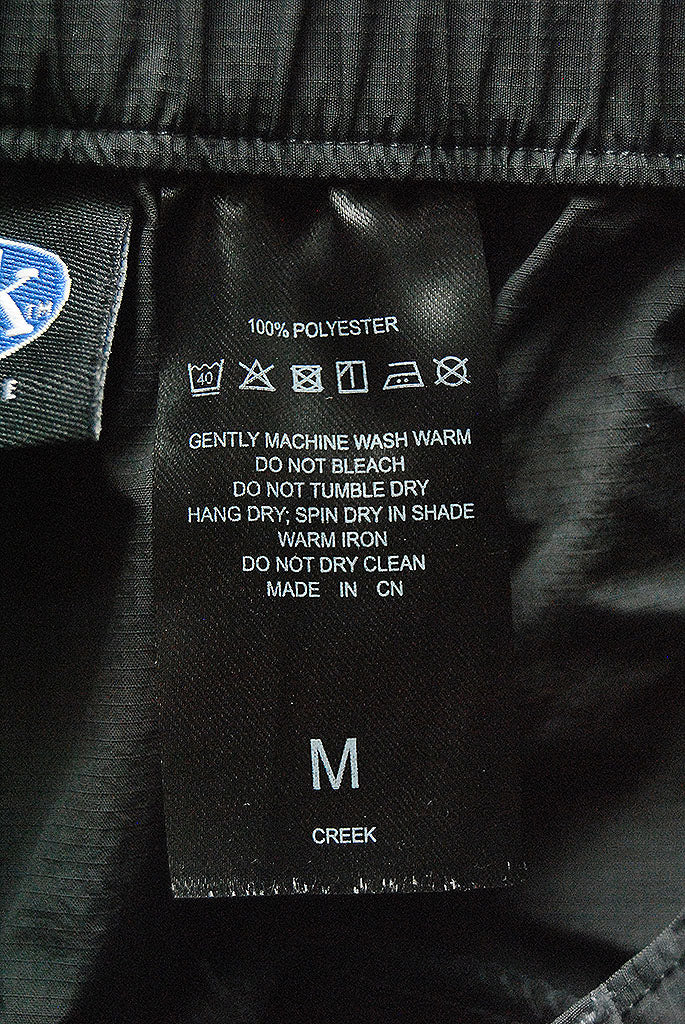 K™
E
100% POLYESTER
40
GENTLY MACHINE WASH WARM
DO NOT BLEACH
DO NOT TUMBLE DRY
HANG DRY; SPIN DRY IN SHADE
WARM IRON
DO NOT DRY CLEAN
MADE IN CN
M
CREEK